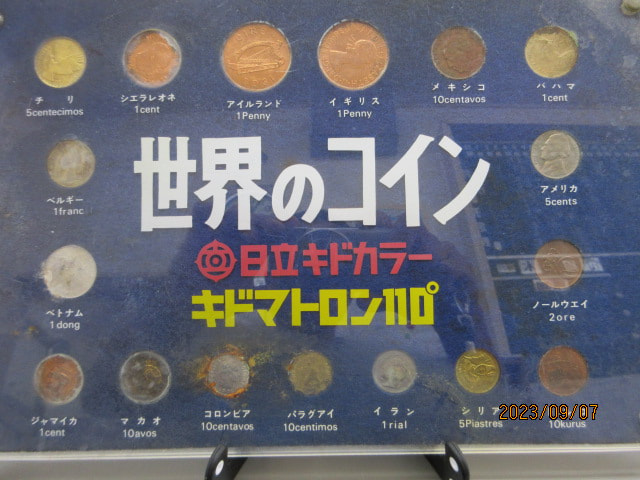 チリ
5centecimos
シエラレオネ
1cent
アイルランド
1Penny
イギリス
1Penny
メキシコ
10centavos
バハマ
1cent
世界のコイン
ベルギー
1franc
アメリカ
5cents
日立キドカラー
キドマトロン110°
ベトナム
1dong
ノールウエイ
2ore
ジャマイカ
1cent
マカオ
10avos
コロンビア
10centavos
パラグアイ
10centimos
イラン
1rial
シリア
5Piastres
10kurus
2023/09/07